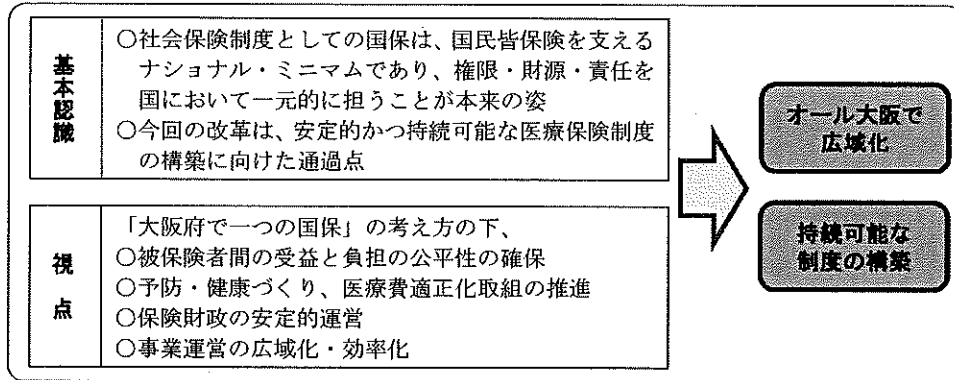 基本認識
○社会保険制度としての国保は、国民皆保険を支える
ナショナル・ミニマムであり、権限・財源・責任を
国において一元的に担うことが本来の姿
○今回の改革は、安定的かつ持続可能な医療保険制度
の構築に向けた通過点
視点
「大阪府で一つの国保」の考え方の下、
○被保険者間の受益と負担の公平性の確保
○予防・健康づくり、医療費適正化取組の推進
○保険財政の安定的運営
○事業運営の広域化・効率化
オール大阪で
広域化
持続可能な
制度の構築